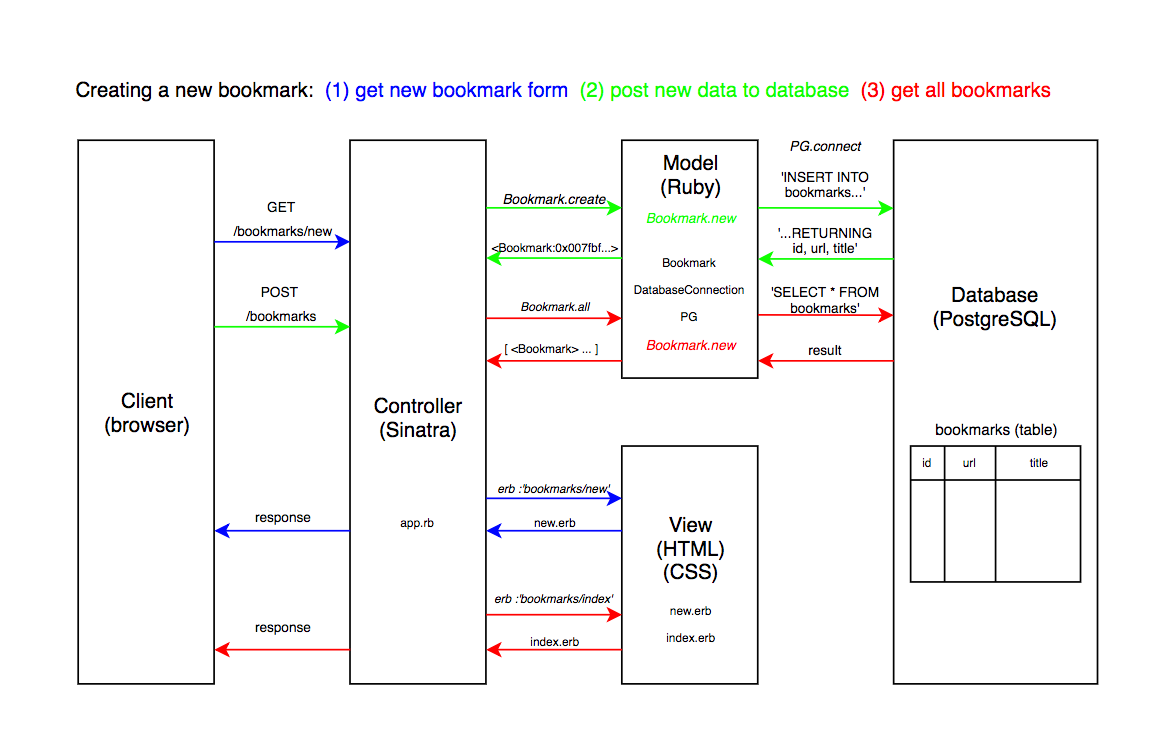 Creating a new bookmark: (1) get new bookmark form (2) post new data to database (3) get all bookmarks
Client
(browser)
GET
/bookmarks/new
POST
/bookmarks
response
response
Controller
(Sinatra)
app.rb
Bookmark.create
<Bookmark:0x007fbf...>
Bookmark.all
[ <Bookmark> ... ]
erb :'bookmarks/new'
new.erb
erb :'bookmarks/index'
index.erb
Model
(Ruby)
Bookmark.new
Bookmark
DatabaseConnection
PG
Bookmark.new
View
(HTML)
(CSS)
new.erb
index.erb
PG.connect
'INSERT INTO
bookmarks...'
'...RETURNING
id, url, title'
'SELECT * FROM
bookmarks'
result
Database
(PostgreSQL)
bookmarks (table)
id url title